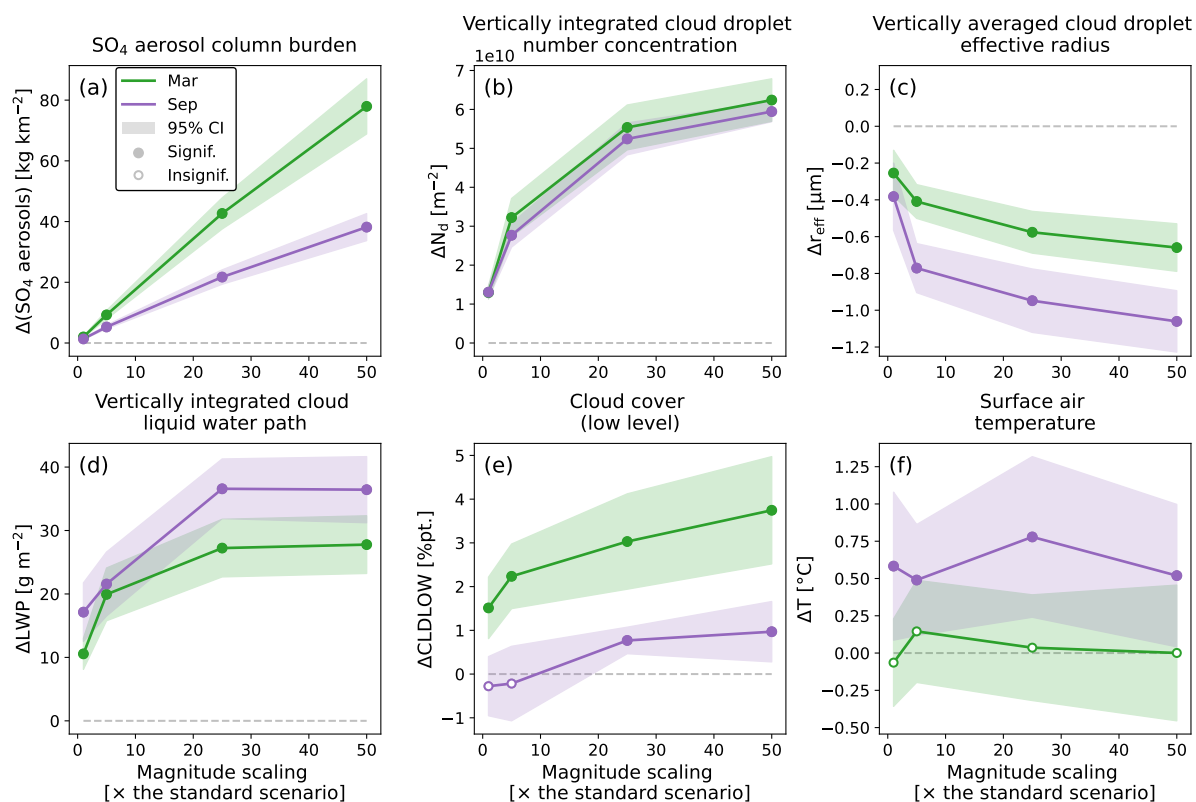 SO₄ aerosol column burden
(a)
Mar
Sep
95% CI
Signif.
Insignif.
Δ(SO₄ aerosols) [kg km⁻²]
80
60
40
20
0
0 10 20 30 40 50
Vertically integrated cloud droplet
number concentration
1e10
(b)
ΔN_d [m⁻²]
7
6
5
4
3
2
1
0
0 10 20 30 40 50
Vertically averaged cloud droplet
effective radius
(c)
Δr_eff [μm]
0.2
0.0
−0.2
−0.4
−0.6
−0.8
−1.0
−1.2
0 10 20 30 40 50
Vertically integrated cloud
liquid water path
(d)
ΔLWP [g m⁻²]
40
30
20
10
0
0 10 20 30 40 50
Magnitude scaling
[× the standard scenario]
Cloud cover
(low level)
(e)
ΔCLDLOW [%pt.]
5
4
3
2
1
0
−1
0 10 20 30 40 50
Magnitude scaling
[× the standard scenario]
Surface air
temperature
(f)
ΔT [°C]
1.25
1.00
0.75
0.50
0.25
0.00
−0.25
−0.50
0 10 20 30 40 50
Magnitude scaling
[× the standard scenario]